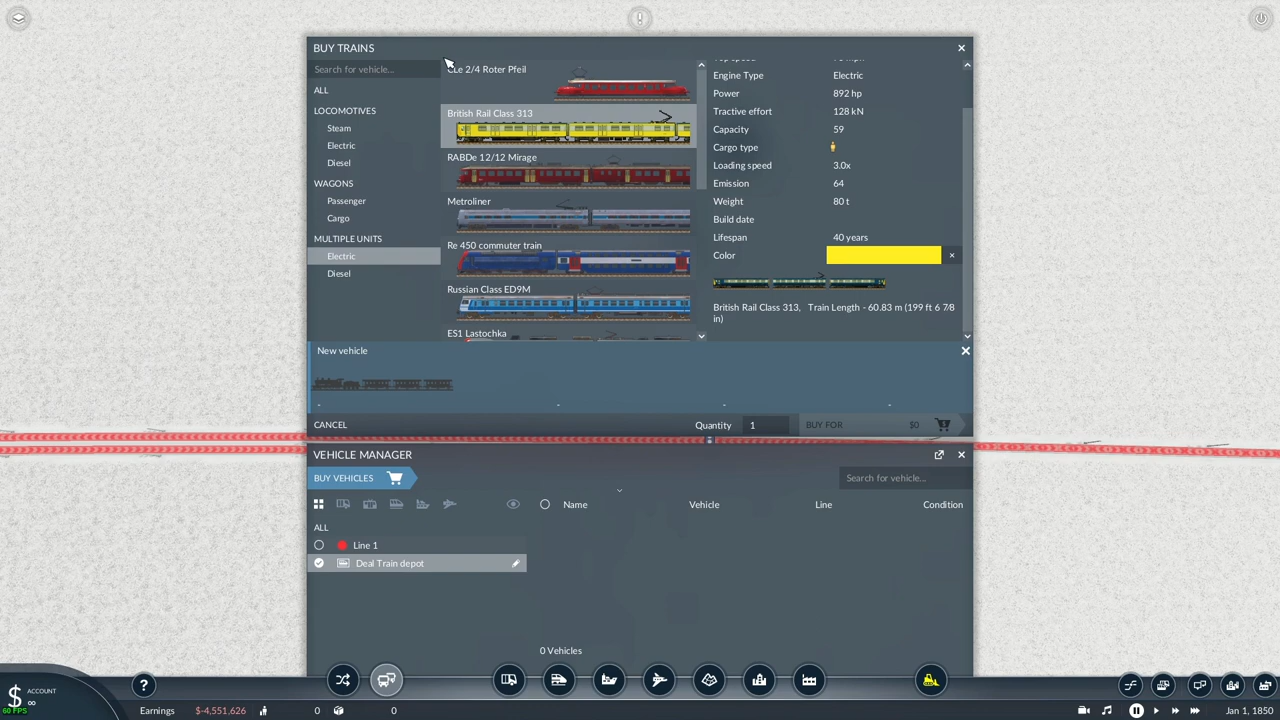 BUY TRAINS
Search for vehicle...
ALL
LOCOMOTIVES
Steam
Electric
Diesel
WAGONS
Passenger
Cargo
MULTIPLE UNITS
Electric
Diesel
CLe 2/4 Roter Pfeil
British Rail Class 313
RABDe 12/12 Mirage
Metroliner
Re 450 commuter train
Russian Class ED9M
ES1 Lastochka
Engine Type Electric
Power 892 hp
Tractive effort 128 kN
Capacity 59
Cargo type
Loading speed 3.0x
Emission 64
Weight 80 t
Build date
Lifespan 40 years
Color
British Rail Class 313, Train Length - 60.83 m (199 ft 6 7/8
in)
New vehicle
- - - -
CANCEL
Quantity 1
BUY FOR $0
VEHICLE MANAGER
BUY VEHICLES
Search for vehicle...
Name Vehicle Line Condition
ALL
Line 1
Deal Train depot
0 Vehicles
$ ACCOUNT
∞
60 FPS
?
Earnings $-4,551,626 0 0
Jan 1, 1850